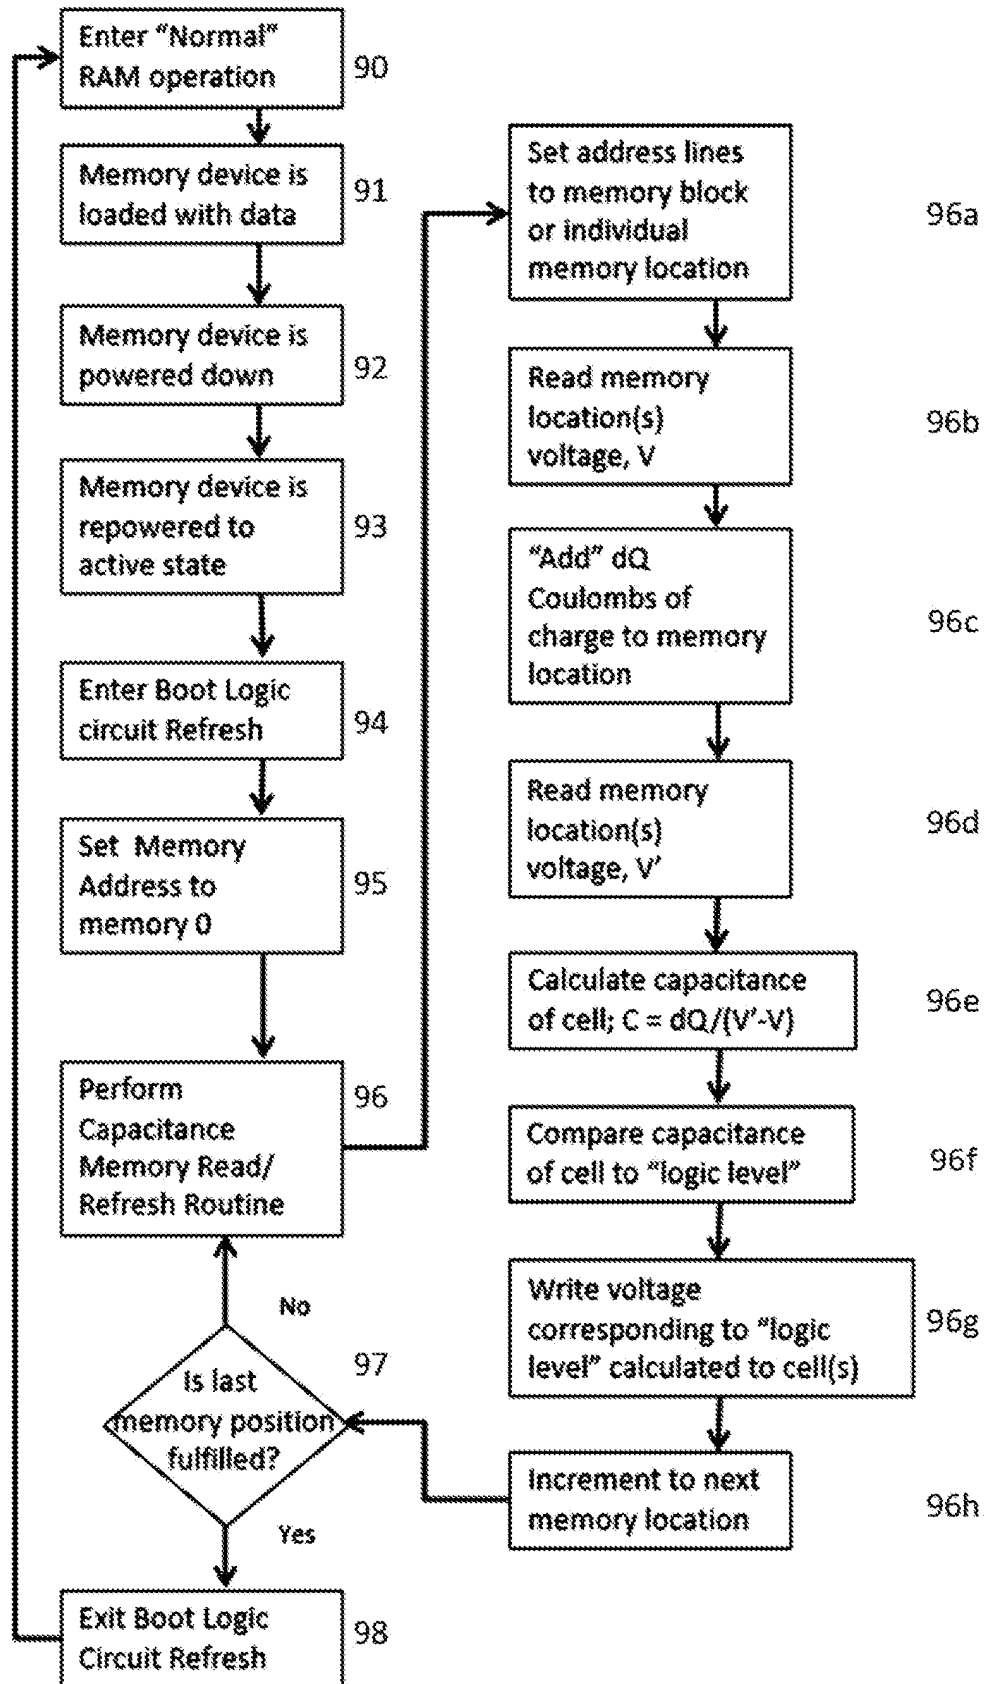 Enter “Normal”
RAM operation
90
Memory device is
loaded with data
91
Memory device is
powered down
92
Memory device is
repowered to
active state
93
Enter Boot Logic
circuit Refresh
94
Set Memory
Address to
memory 0
95
Perform
Capacitance
Memory Read/
Refresh Routine
96
No
Is last
memory position
fulfilled?
97
Yes
Exit Boot Logic
Circuit Refresh
98
Set address lines
to memory block
or individual
memory location
96a
Read memory
location(s)
voltage, V
96b
“Add” dQ
Coulombs of
charge to memory
location
96c
Read memory
location(s)
voltage, V’
96d
Calculate capacitance
of cell; C = dQ/(V’-V)
96e
Compare capacitance
of cell to “logic level”
96f
Write voltage
corresponding to “logic
level” calculated to cell(s)
96g
Increment to next
memory location
96h